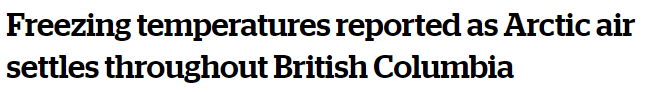 Freezing temperatures reported as Arctic air
settles throughout British Columbia